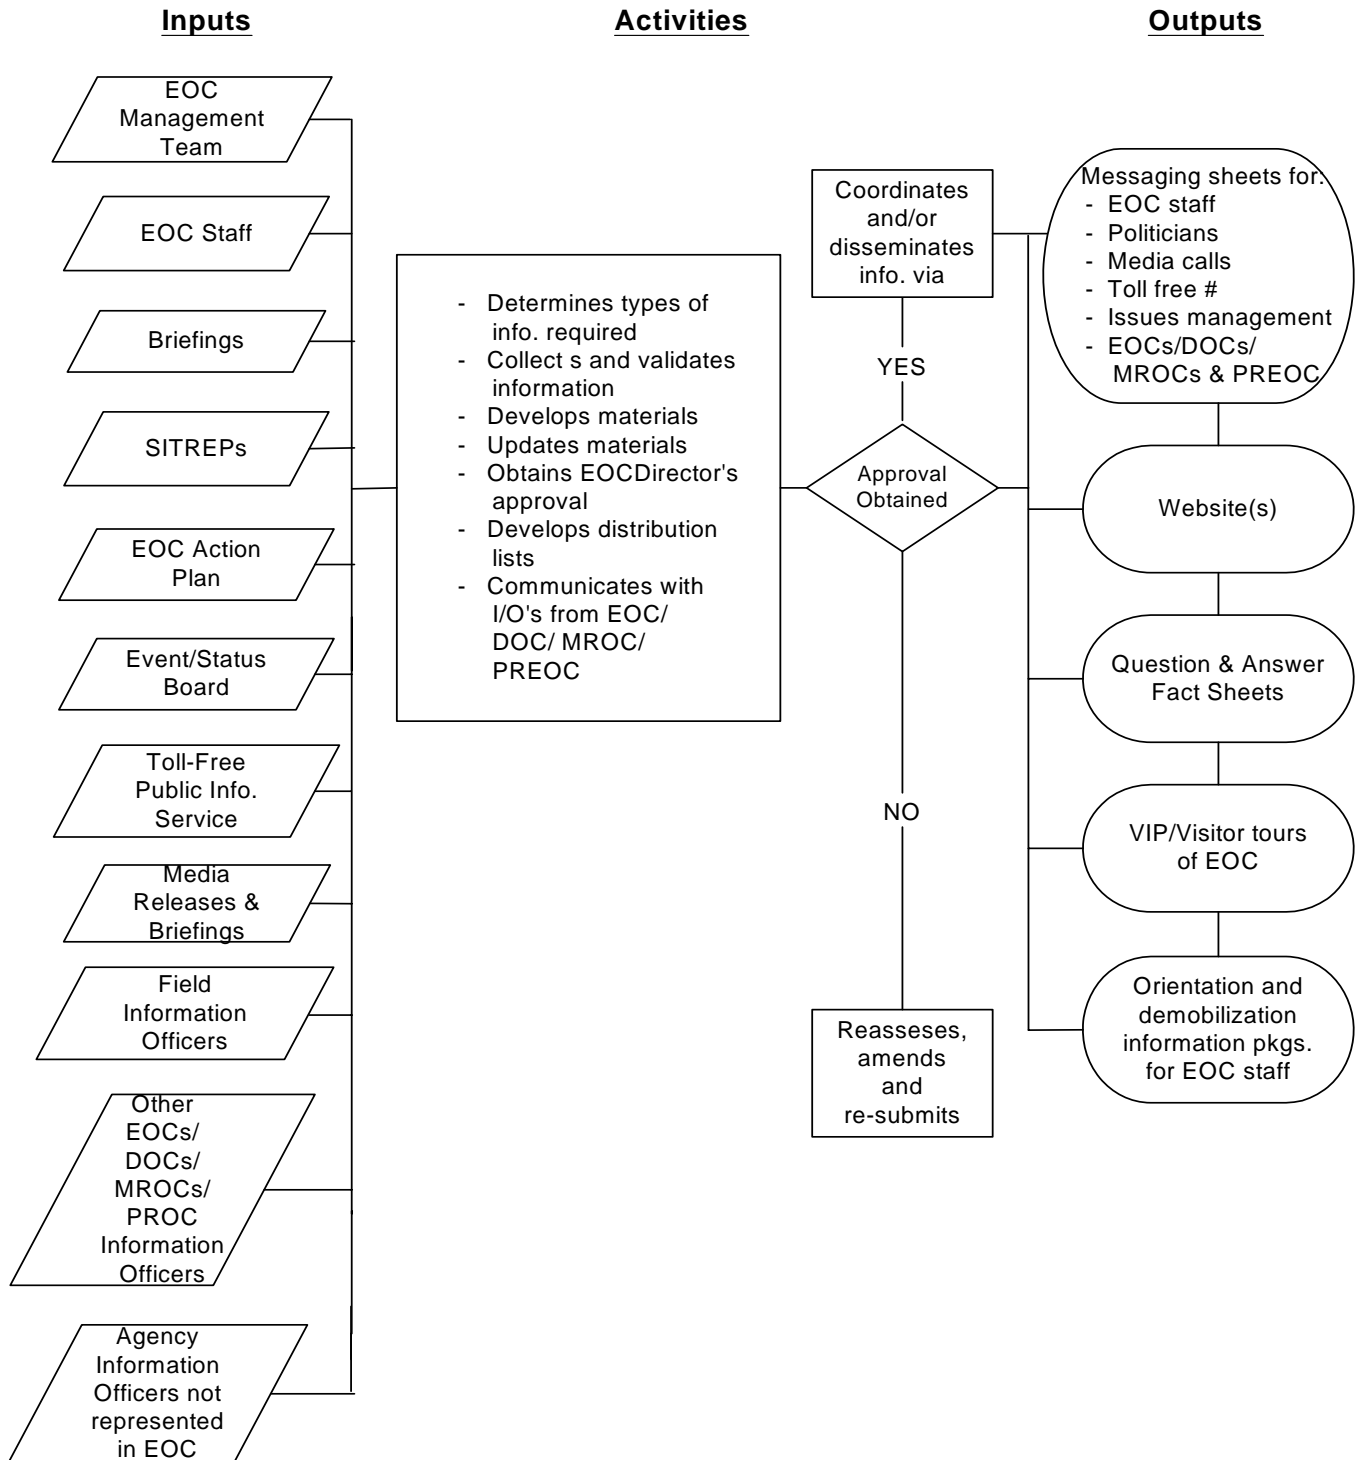 Inputs
Activities
Outputs
EOC
Management
Team
EOC Staff
Briefings
SITREPs
EOC Action
Plan
Event/Status
Board
Toll-Free
Public Info.
Service
Media
Releases &
Briefings
Field
Information
Officers
Other
EOCs/
DOCs/
MROCs/
PROC
Information
Officers
Agency
Information
Officers not
represented
in EOC
- Determines types of
info. required
- Collect s and validates
information
- Develops materials
- Updates materials
- Obtains EOCDirector's
approval
- Develops distribution
lists
- Communicates with
I/O's from EOC/
DOC/ MROC/
PREOC
Coordinates
and/or
disseminates
info. via
YES
Approval
Obtained
NO
Reasseses,
amends
and
re-submits
Messaging sheets for:
- EOC staff
- Politicians
- Media calls
- Toll free #
- Issues management
- EOCs/DOCs/
MROCs & PREOC
Website(s)
Question & Answer
Fact Sheets
VIP/Visitor tours
of EOC
Orientation and
demobilization
information pkgs.
for EOC staff